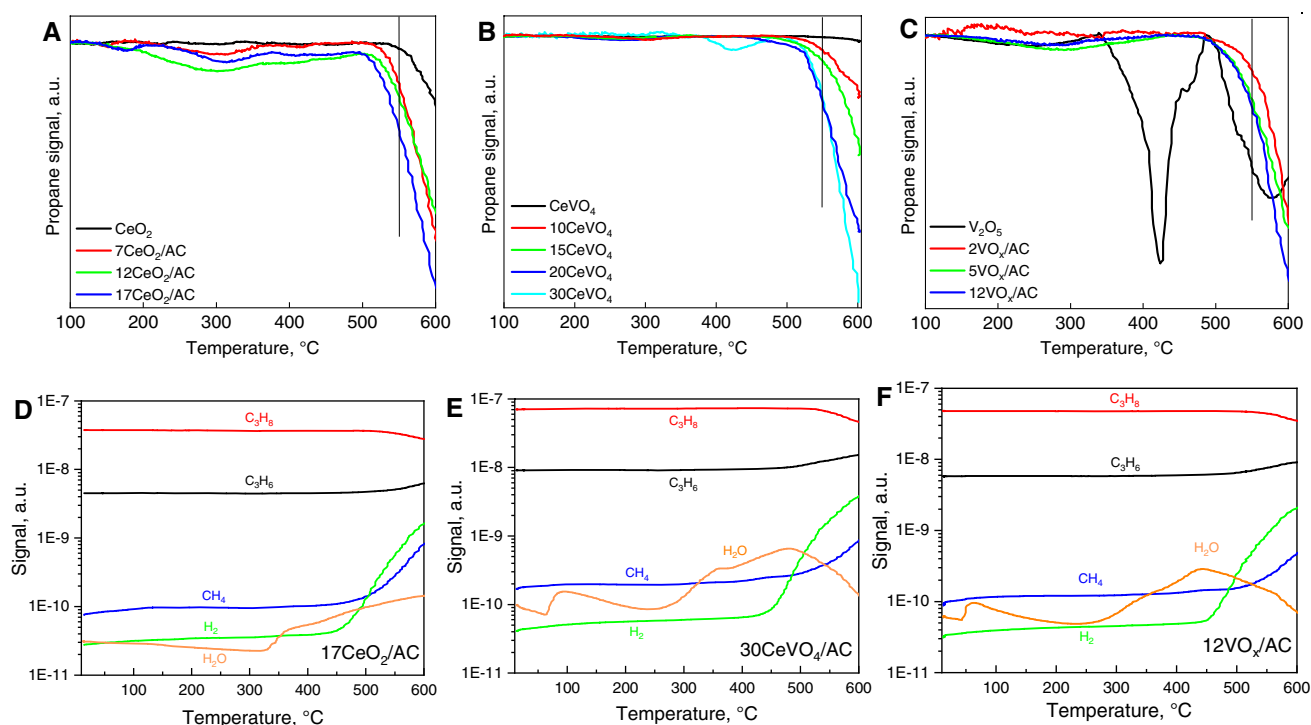 A
Propane signal, a.u.
CeO₂
7CeO₂/AC
12CeO₂/AC
17CeO₂/AC
100 200 300 400 500 600
Temperature, °C
B
Propane signal, a.u.
CeVO₄
10CeVO₄
15CeVO₄
20CeVO₄
30CeVO₄
100 200 300 400 500 600
Temperature, °C
C
Propane signal, a.u.
V₂O₅
2VOₓ/AC
5VOₓ/AC
12VOₓ/AC
100 200 300 400 500 600
Temperature, °C
D
Signal, a.u.
1E-7
1E-8
1E-9
1E-10
1E-11
C₃H₈
C₃H₆
CH₄
H₂
H₂O
17CeO₂/AC
100 200 300 400 500 600
Temperature, °C
E
Signal, a.u.
1E-7
1E-8
1E-9
1E-10
1E-11
C₃H₈
C₃H₆
H₂O
CH₄
H₂
30CeVO₄/AC
100 200 300 400 500 600
Temperature, °C
F
Signal, a.u.
1E-7
1E-8
1E-9
1E-10
1E-11
C₃H₈
C₃H₆
H₂O
CH₄
H₂
12VOₓ/AC
100 200 300 400 500 600
Temperature, °C